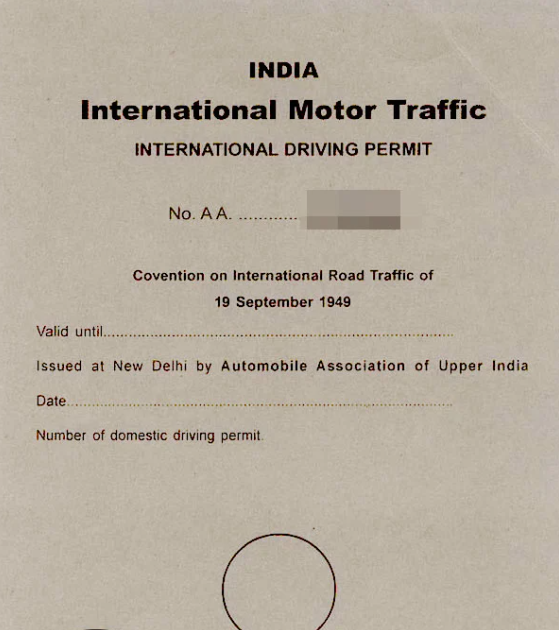 INDIA
International Motor Traffic
INTERNATIONAL DRIVING PERMIT
No. A A. ............
Covention on International Road Traffic of
19 September 1949
Valid until................................................................................
Issued at New Delhi by Automobile Association of Upper India
Date.........................................................................................
Number of domestic driving permit.